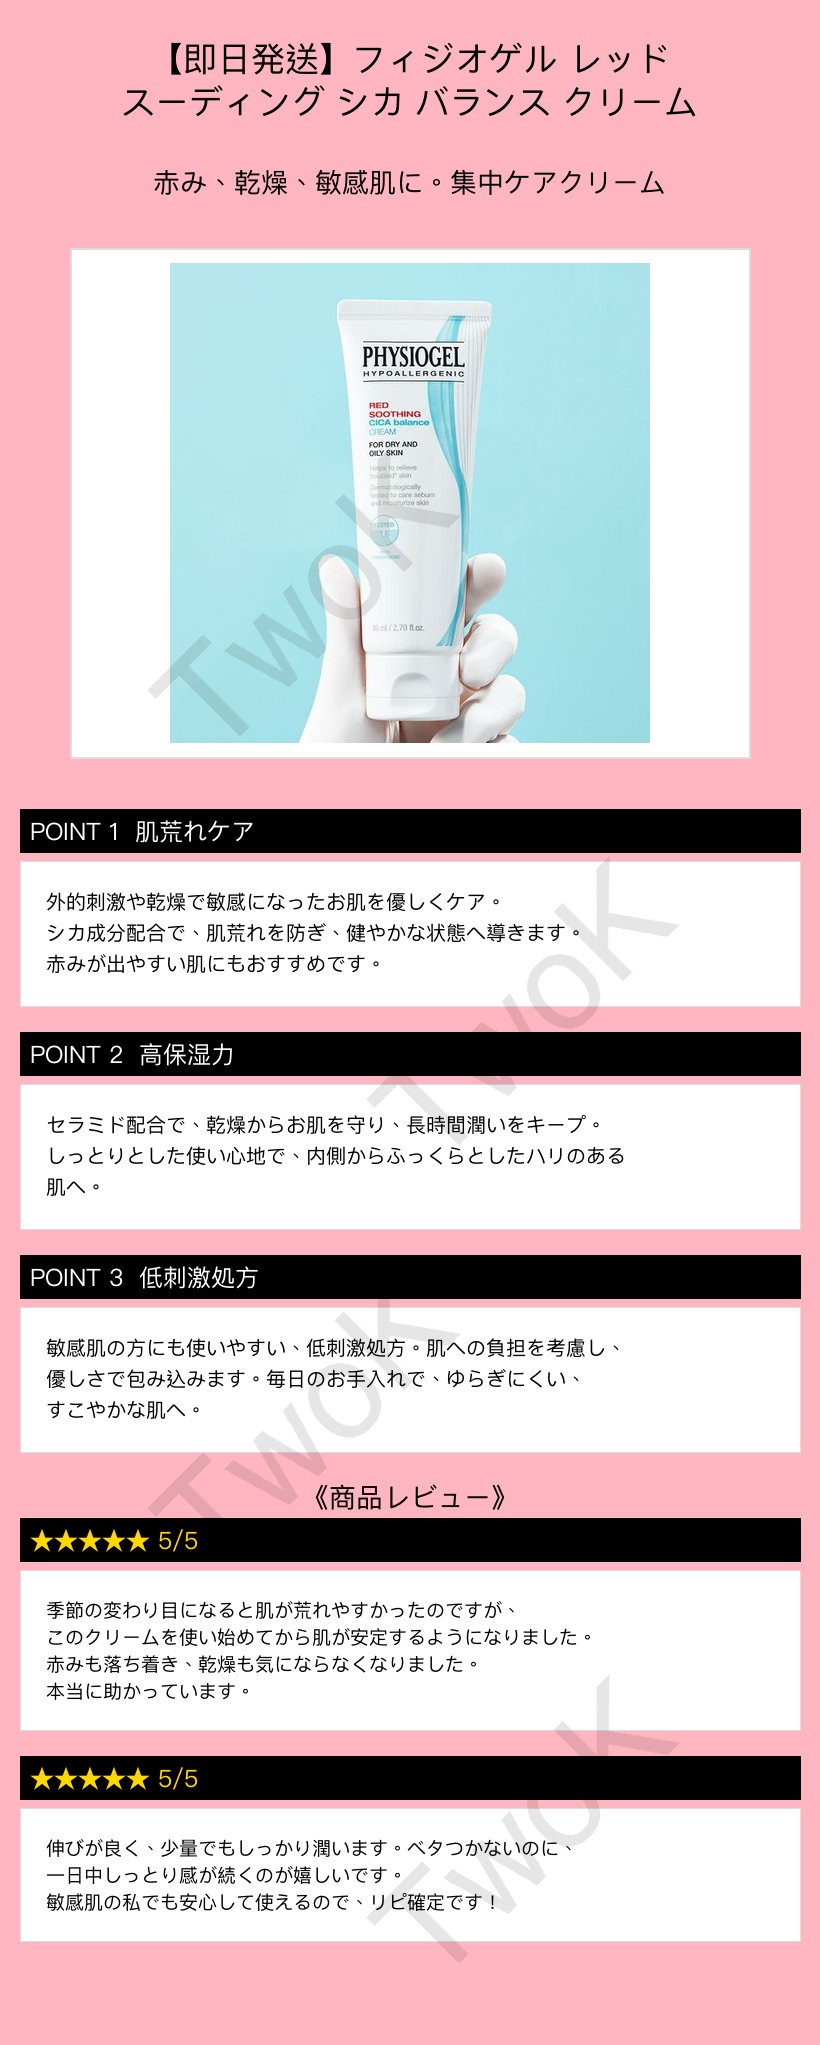 【即日発送】フィジオゲル レッド
スーディング シカ バランス クリーム
赤み、乾燥、敏感肌に。集中ケアクリーム
PHYSIOGEL
HYPOALLERGENIC
RED
SOOTHING
CICA balance
CREAM
FOR DRY AND
OILY SKIN
Helps to relieve
troubled* skin
Dermatologically
tested to care sebum
and moisturize skin
80 ml / 2.70 fl.oz.
TwoK
POINT 1 肌荒れケア
外的刺激や乾燥で敏感になったお肌を優しくケア。
シカ成分配合で、肌荒れを防ぎ、健やかな状態へ導きます。
赤みが出やすい肌にもおすすめです。
TwoK
POINT 2 高保湿力
セラミド配合で、乾燥からお肌を守り、長時間潤いをキープ。
しっとりとした使い心地で、内側からふっくらとしたハリのある
肌へ。
POINT 3 低刺激処方
敏感肌の方にも使いやすい、低刺激処方。肌への負担を考慮し、
優しさで包み込みます。毎日のお手入れで、ゆらぎにくい、
すこやかな肌へ。
TwoK
《商品レビュー》
★★★★★ 5/5
季節の変わり目になると肌が荒れやすかったのですが、
このクリームを使い始めてから肌が安定するようになりました。
赤みも落ち着き、乾燥も気にならなくなりました。
本当に助かっています。
★★★★★ 5/5
伸びが良く、少量でもしっかり潤います。ベタつかないのに、
一日中しっとり感が続くのが嬉しいです。
敏感肌の私でも安心して使えるので、リピ確定です！
TwoK